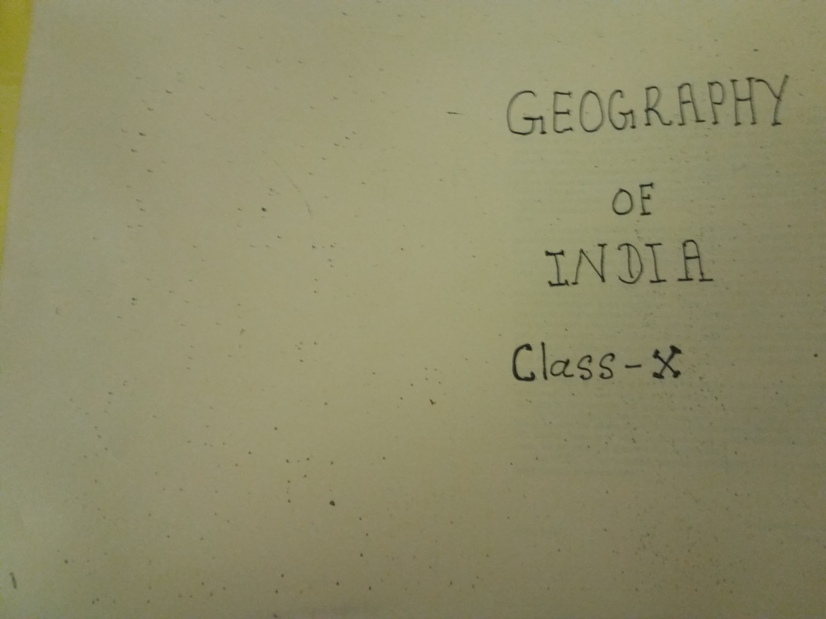 GEOGRAPHY
OF
INDIA
Class-X